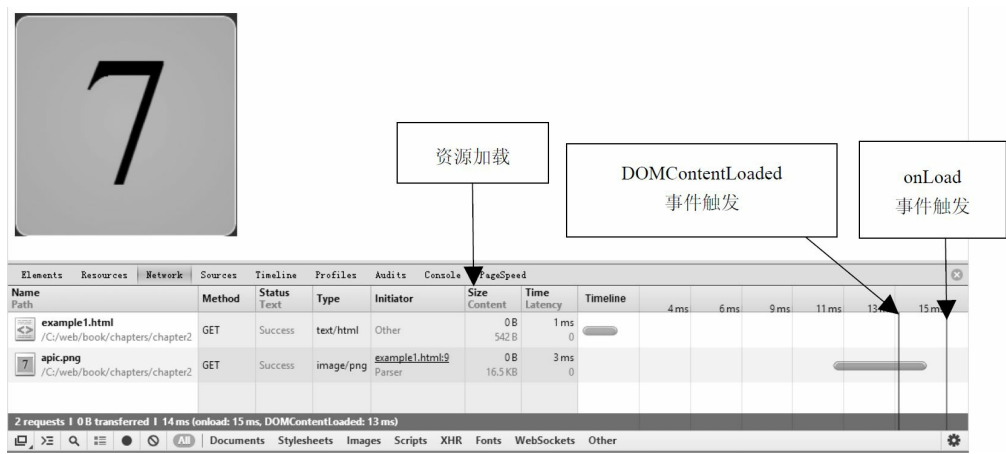 7
资源加载
DOMContentLoaded
事件触发
onLoad
事件触发
Elements Resources Network Sources Timeline Profiles Audits Console PageSpeed
Name Method Status Type Initiator Size Time Timeline
Path Text Content Latency
4 ms 6 ms 9 ms 11 ms 15 ms
example1.html GET Success text/html Other 0 B 1 ms
/C:/web/book/chapters/chapter2 542 B 0
7 apic.png GET Success image/png example1.html:9 0 B 3 ms
/C:/web/book/chapters/chapter2 Parser 16.5 KB 0
2 requests | 0 B transferred | 14 ms (onload: 15 ms, DOMContentLoaded: 13 ms)
All Documents Stylesheets Images Scripts XHR Fonts WebSockets Other